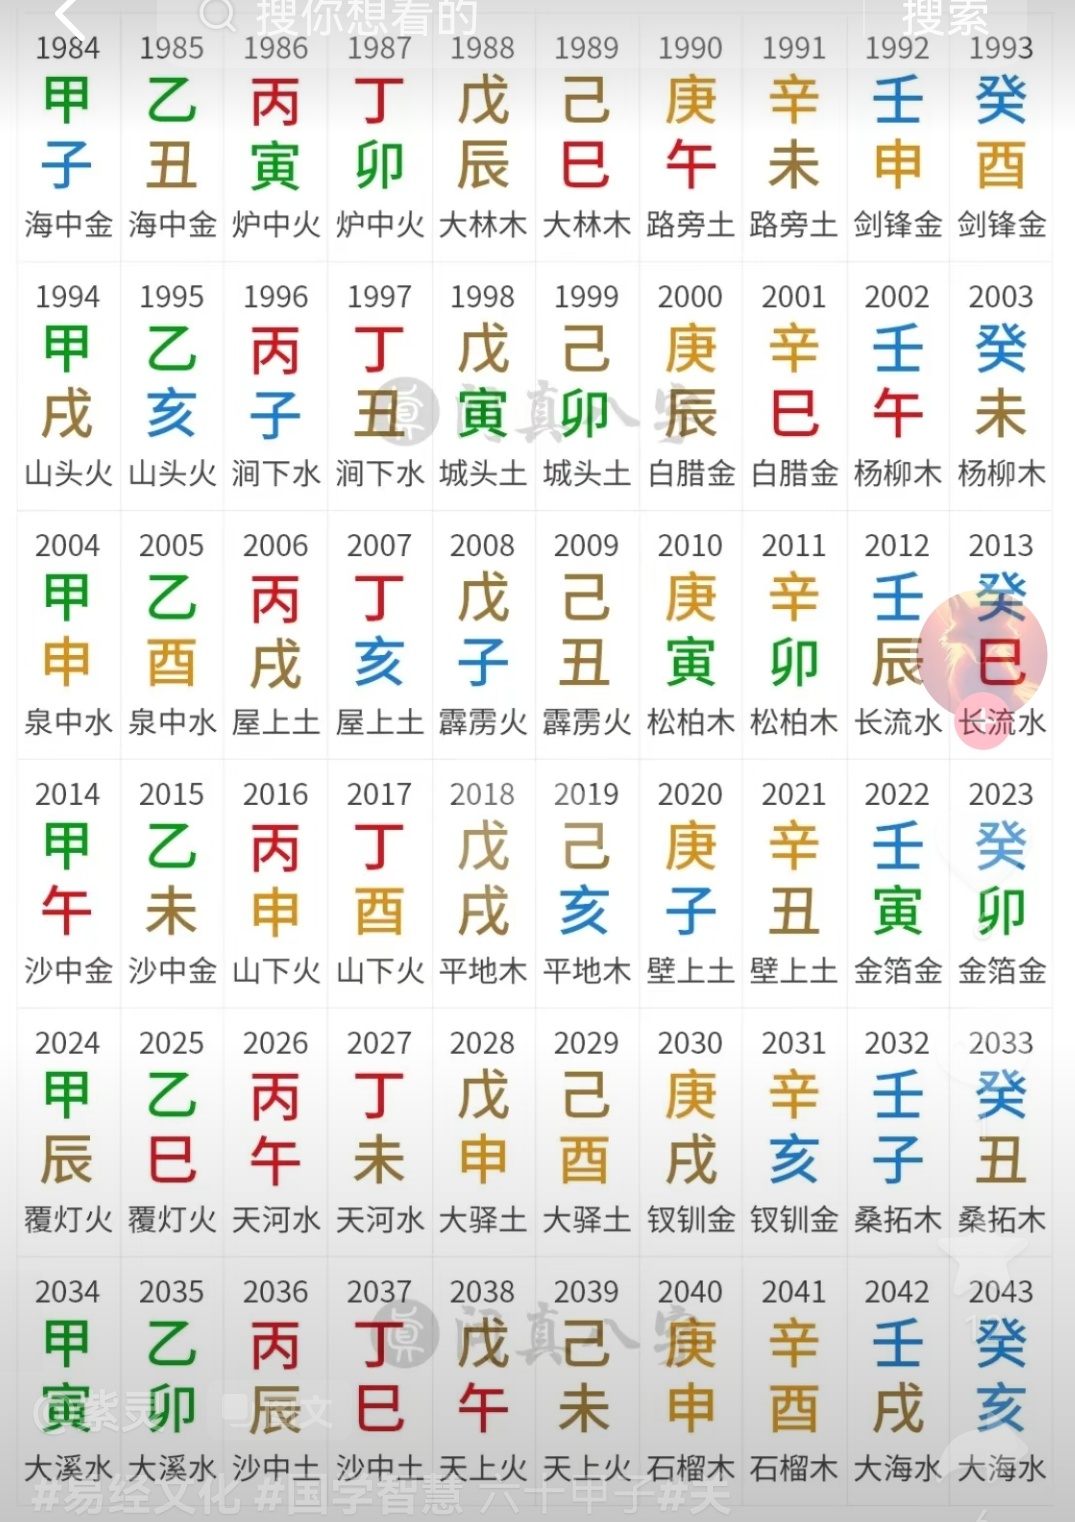 搜你想看的 搜索
1984 1985 1986 1987 1988 1989 1990 1991 1992 1993
甲 乙 丙 丁 戊 己 庚 辛 壬 癸
子 丑 寅 卯 辰 巳 午 未 申 酉
海中金 海中金 炉中火 炉中火 大林木 大林木 路旁土 路旁土 剑锋金 剑锋金
1994 1995 1996 1997 1998 1999 2000 2001 2002 2003
甲 乙 丙 丁 戊 己 庚 辛 壬 癸
戌 亥 子 丑 寅 卯 辰 巳 午 未
问真八字
山头火 山头火 涧下水 涧下水 城头土 城头土 白腊金 白腊金 杨柳木 杨柳木
2004 2005 2006 2007 2008 2009 2010 2011 2012 2013
甲 乙 丙 丁 戊 己 庚 辛 壬 癸
申 酉 戌 亥 子 丑 寅 卯 辰 巳
泉中水 泉中水 屋上土 屋上土 霹雳火 霹雳火 松柏木 松柏木 长流水 长流水
2014 2015 2016 2017 2018 2019 2020 2021 2022 2023
甲 乙 丙 丁 戊 己 庚 辛 壬 癸
午 未 申 酉 戌 亥 子 丑 寅 卯
沙中金 沙中金 山下火 山下火 平地木 平地木 壁上土 壁上土 金箔金 金箔金
2024 2025 2026 2027 2028 2029 2030 2031 2032 2033
甲 乙 丙 丁 戊 己 庚 辛 壬 癸
辰 巳 午 未 申 酉 戌 亥 子 丑
覆灯火 覆灯火 天河水 天河水 大驿土 大驿土 钗钏金 钗钏金 桑拓木 桑拓木
2034 2035 2036 2037 2038 2039 2040 2041 2042 2043
问真八字
甲 乙 丙 丁 戊 己 庚 辛 壬 癸
寅 卯 辰 巳 午 未 申 酉 戌 亥
@紫灵 图文
大溪水 大溪水 沙中土 沙中土 天上火 天上火 石榴木 石榴木 大海水 大海水
#易经文化 #国学智慧 六十甲子#关